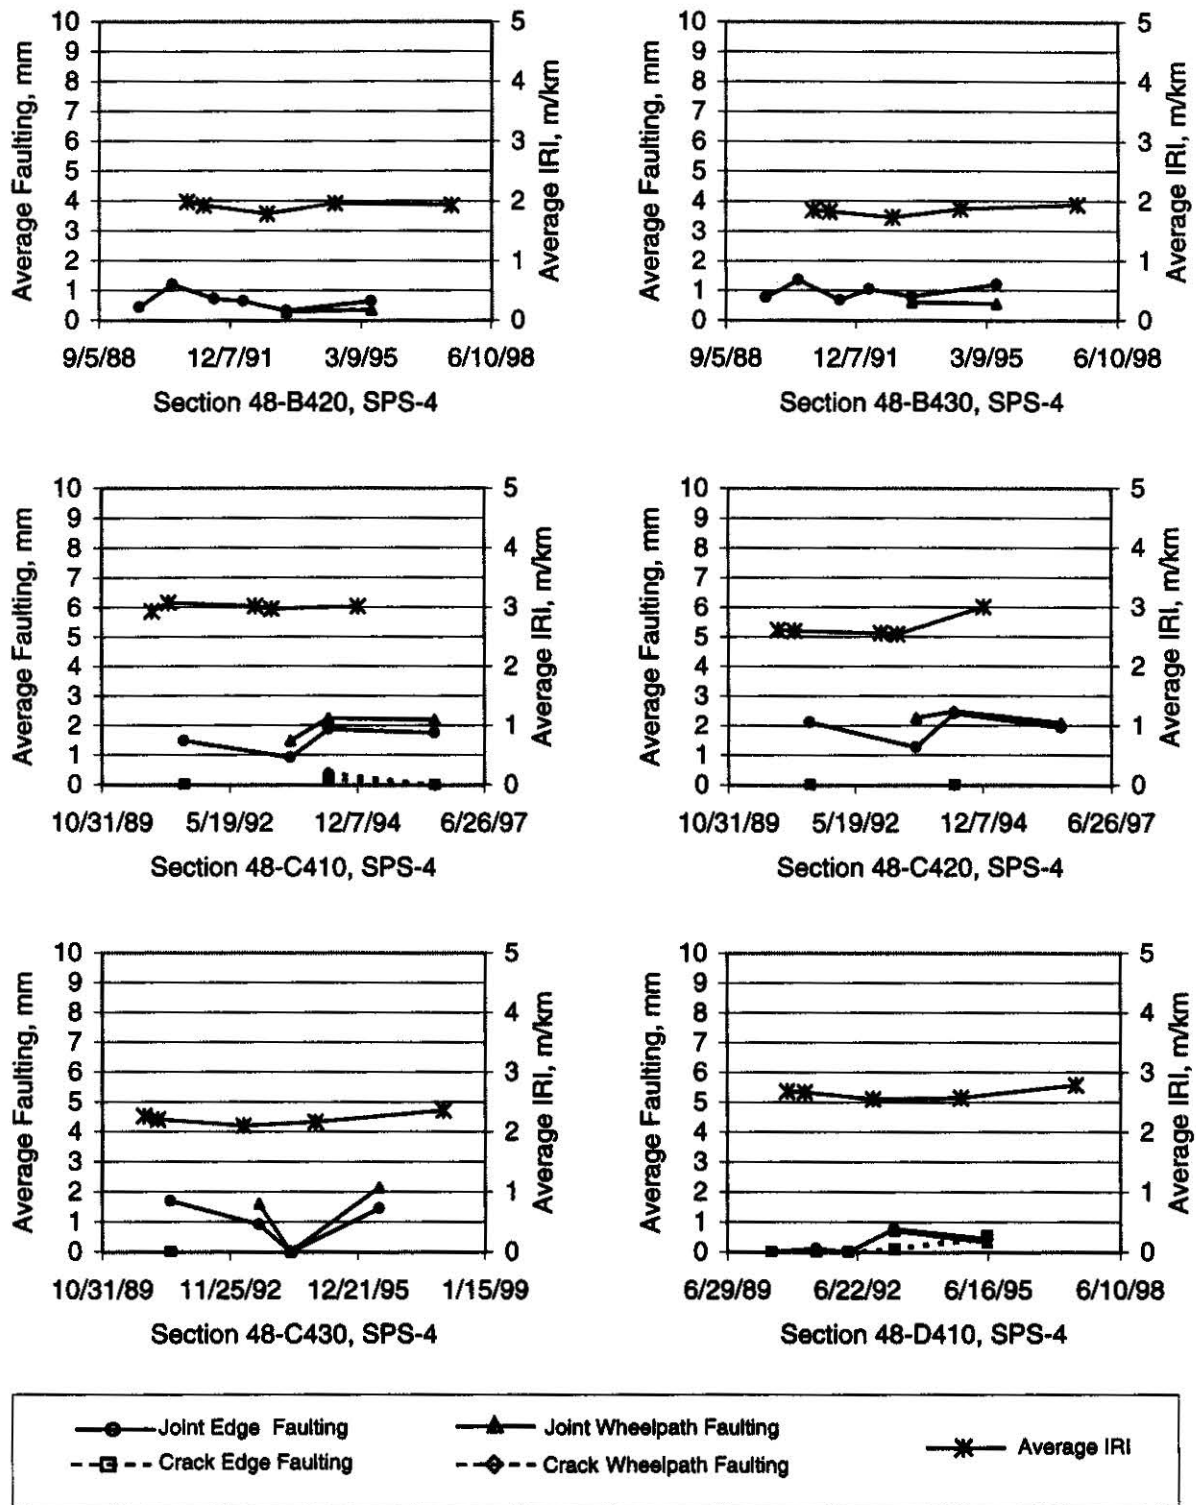 10 5 10 5
9 9
8 4 8 4
7 7
6 3 6 3
5 5
4 2 4 2
3 3
2 1 2 1
1 1
0 0 0 0
Average Faulting, mm
Average IRI, m/km
Average Faulting, mm
Average IRI, m/km
9/5/88 12/7/91 3/9/95 6/10/98 9/5/88 12/7/91 3/9/95 6/10/98
Section 48-B420, SPS-4 Section 48-B430, SPS-4
10 5 10 5
9 9
8 4 8 4
7 7
6 3 6 3
5 5
4 2 4 2
3 3
2 1 2 1
1 1
0 0 0 0
Average Faulting, mm
Average IRI, m/km
Average Faulting, mm
Average IRI, m/km
10/31/89 5/19/92 12/7/94 6/26/97 10/31/89 5/19/92 12/7/94 6/26/97
Section 48-C410, SPS-4 Section 48-C420, SPS-4
10 5 10 5
9 9
8 4 8 4
7 7
6 3 6 3
5 5
4 2 4 2
3 3
2 1 2 1
1 1
0 0 0 0
Average Faulting, mm
Average IRI, m/km
Average Faulting, mm
Average IRI, m/km
10/31/89 11/25/92 12/21/95 1/15/99 6/29/89 6/22/92 6/16/95 6/10/98
Section 48-C430, SPS-4 Section 48-D410, SPS-4
Joint Edge Faulting Joint Wheelpath Faulting Average IRI
Crack Edge Faulting Crack Wheelpath Faulting